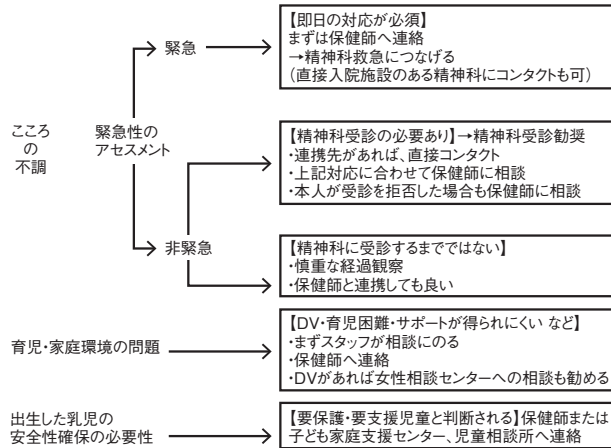 こころ
の
不調
緊急性の
アセスメント
緊急
【即日の対応が必須】
まずは保健師へ連絡
→精神科救急につなげる
(直接入院施設のある精神科にコンタクトも可)
【精神科受診の必要あり】→精神科受診勧奨
・連携先があれば、直接コンタクト
・上記対応に合わせて保健師に相談
・本人が受診を拒否した場合も保健師に相談
非緊急
【精神科に受診するまでではない】
・慎重な経過観察
・保健師と連携しても良い
育児・家庭環境の問題
【DV・育児困難・サポートが得られにくい など】
・まずスタッフが相談にのる
・保健師へ連絡
・DVがあれば女性相談センターへの相談も勧める
出生した乳児の
安全性確保の必要性
【要保護・要支援児童と判断される】保健師または
子ども家庭支援センター、児童相談所へ連絡